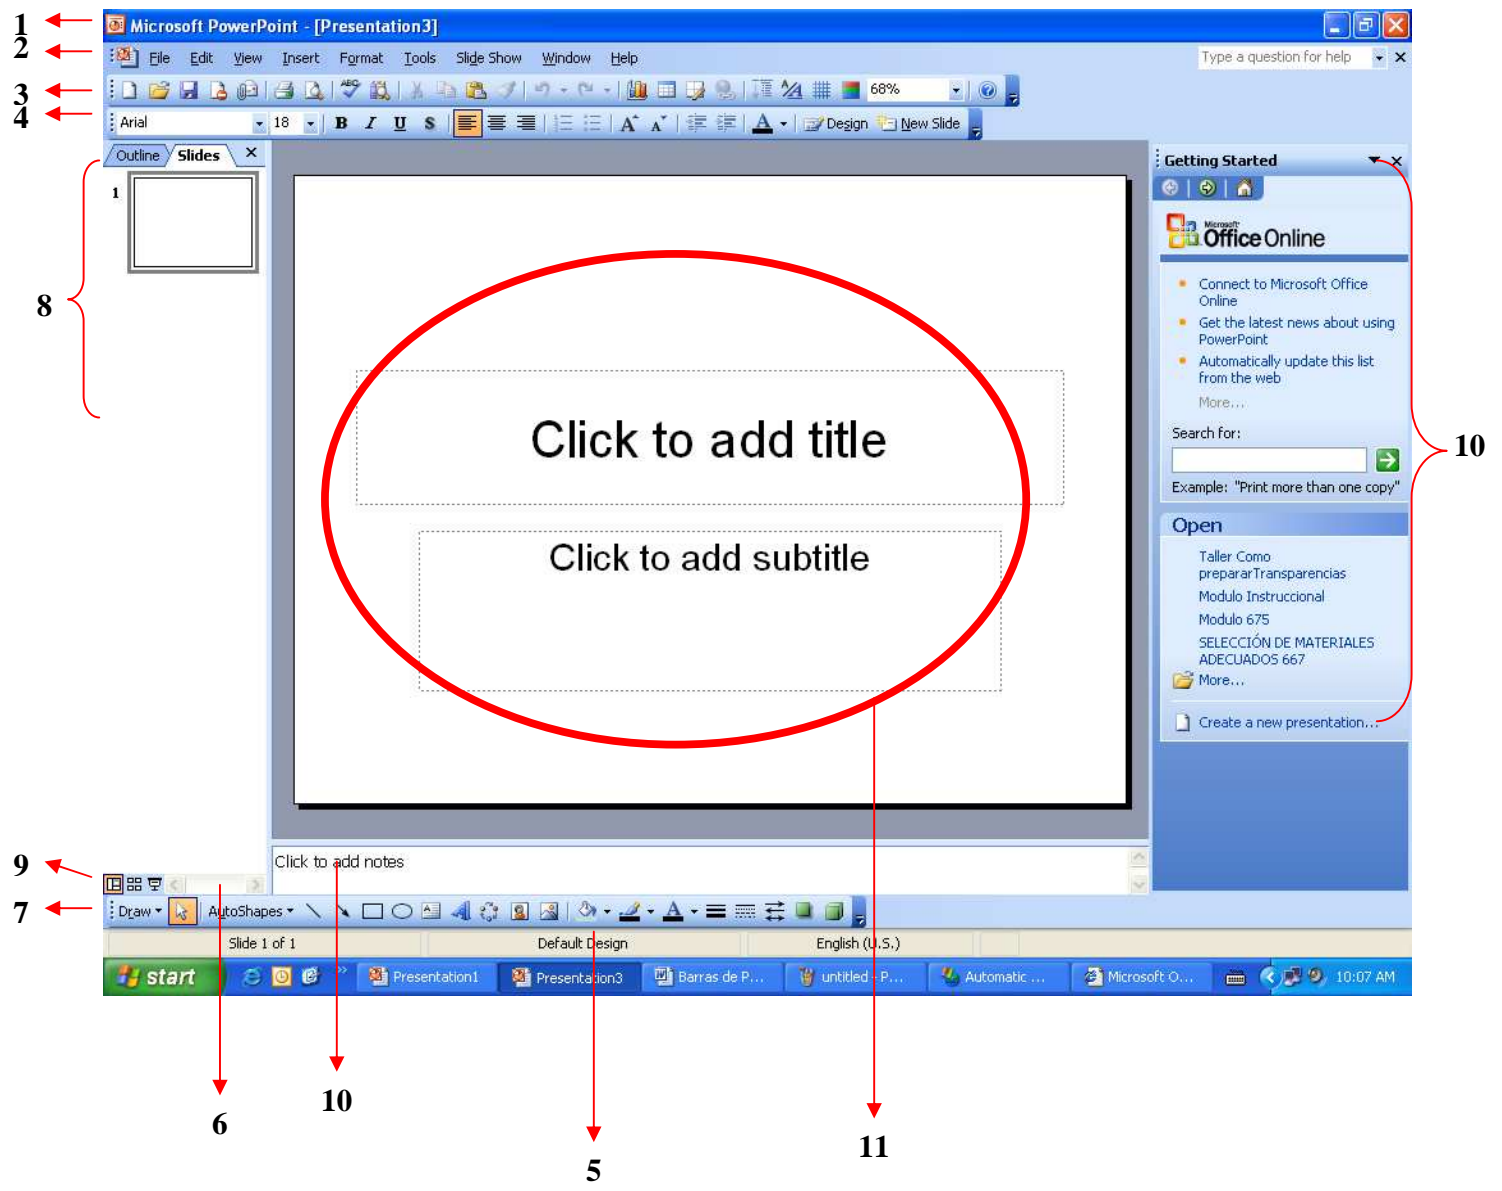 1
Microsoft PowerPoint - [Presentation3]
2
File Edit View Insert Format Tools Slide Show Window Help
Type a question for help
3
ABC
68%
4
Arial
18
B I U S
A A
A
Design
New Slide
Outline
Slides
1
8
Click to add title
Click to add subtitle
Getting Started
Microsoft
Office Online
Connect to Microsoft Office
Online
Get the latest news about using
PowerPoint
Automatically update this list
from the web
More...
Search for:
Example: "Print more than one copy"
Open
Taller Como
prepararTransparencias
Modulo Instruccional
Modulo 675
SELECCIÓN DE MATERIALES
ADECUADOS 667
More...
Create a new presentation...
10
9
Click to add notes
7
Draw
AutoShapes
A
A
Slide 1 of 1
Default Design
English (U.S.)
start
Presentation1
Presentation3
Barras de P...
untitled - P...
Automatic ...
Microsoft O...
10:07 AM
6
10
5
11